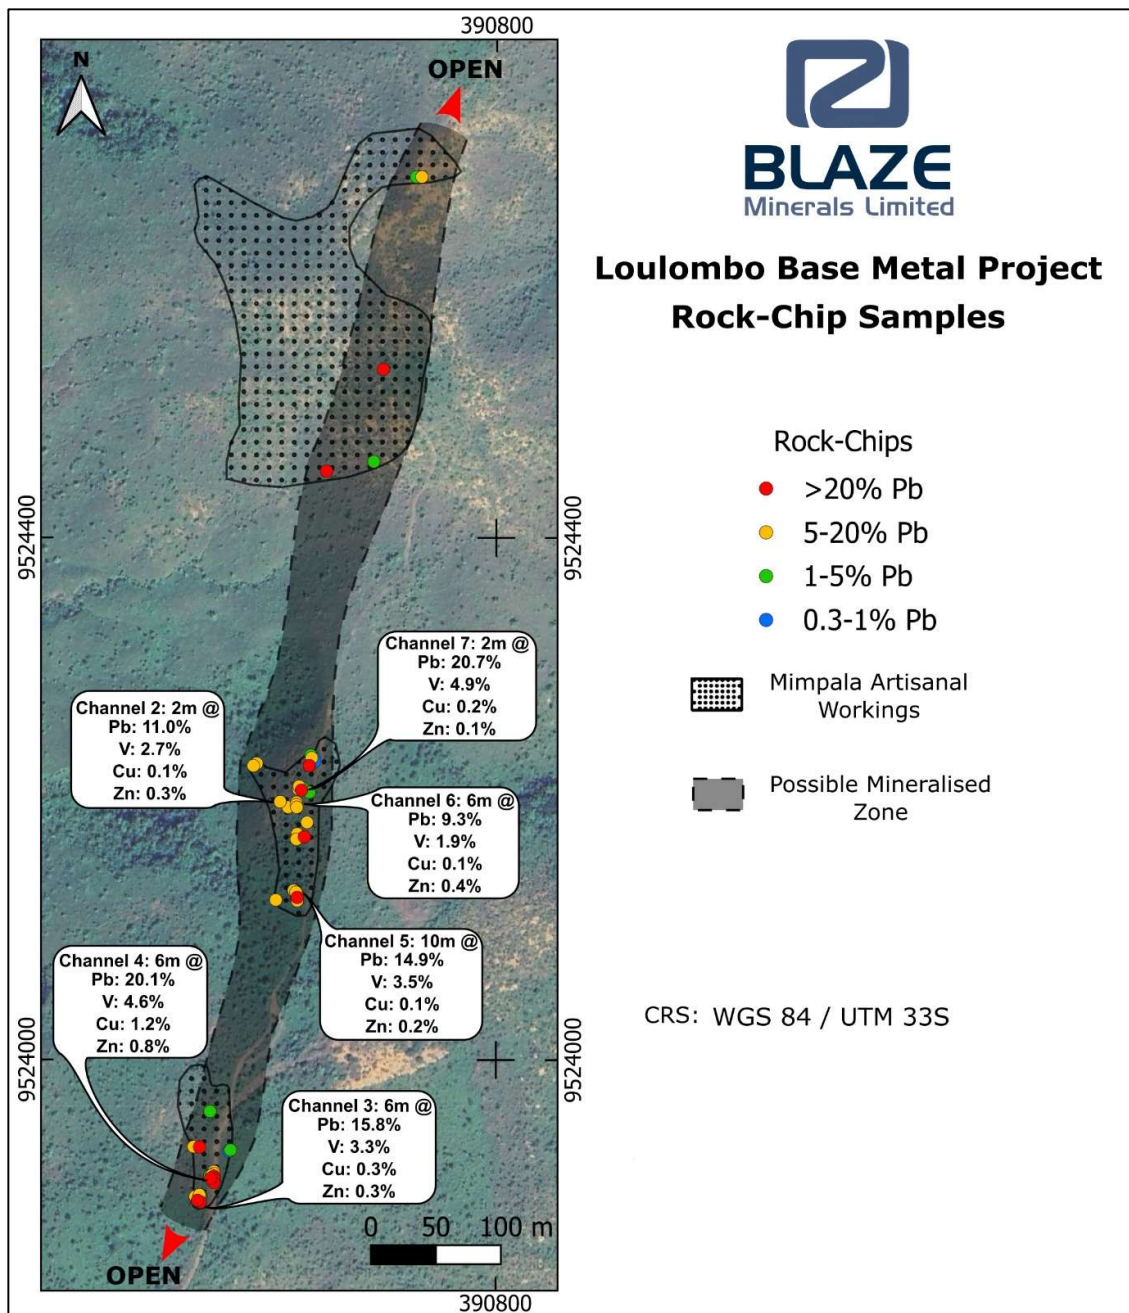 390800
N
OPEN
BLAZE
Minerals Limited
Loulombo Base Metal Project
Rock-Chip Samples
Rock-Chips
>20% Pb
5-20% Pb
1-5% Pb
0.3-1% Pb
Mimpala Artisanal
Workings
Possible Mineralised
Zone
CRS: WGS 84 / UTM 33S
9524400
9524400
Channel 7: 2m @
Pb: 20.7%
V: 4.9%
Cu: 0.2%
Zn: 0.1%
Channel 2: 2m @
Pb: 11.0%
V: 2.7%
Cu: 0.1%
Zn: 0.3%
Channel 6: 6m @
Pb: 9.3%
V: 1.9%
Cu: 0.1%
Zn: 0.4%
Channel 5: 10m @
Pb: 14.9%
V: 3.5%
Cu: 0.1%
Zn: 0.2%
Channel 4: 6m @
Pb: 20.1%
V: 4.6%
Cu: 1.2%
Zn: 0.8%
9524000
9524000
Channel 3: 6m @
Pb: 15.8%
V: 3.3%
Cu: 0.3%
Zn: 0.3%
0 50 100 m
OPEN
390800